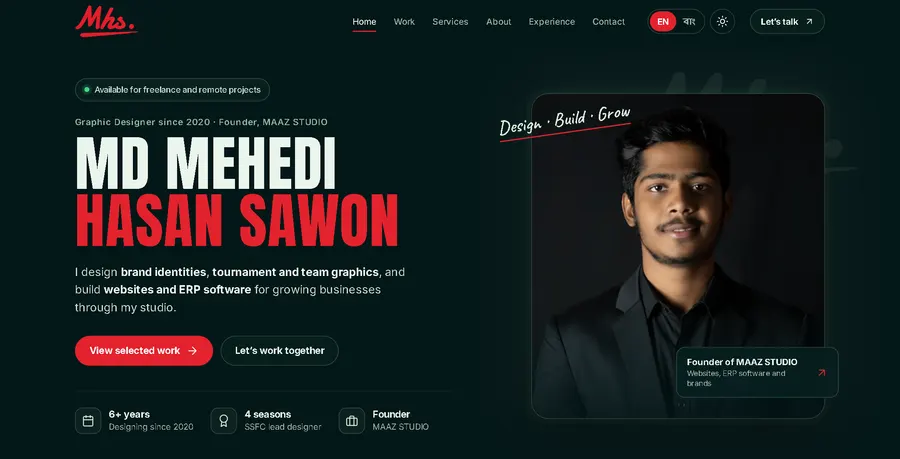 Mhs.
Home Work Services About Experience Contact
EN বাং
Let's talk
Available for freelance and remote projects
Graphic Designer since 2020 · Founder, MAAZ STUDIO
MD MEHEDI
HASAN SAWON
I design brand identities, tournament and team graphics, and
build websites and ERP software for growing businesses
through my studio.
View selected work
Let's work together
6+ years
Designing since 2020
4 seasons
SSFC lead designer
Founder
MAAZ STUDIO
Mhs.
Design · Build · Grow
Founder of MAAZ STUDIO
Websites, ERP software and
brands